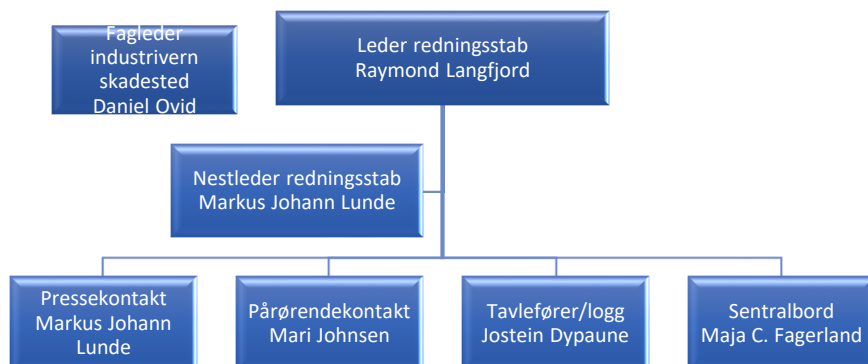 Fagleder
industrivern
skadested
Daniel Ovid
Leder redningsstab
Raymond Langfjord
Nestleder redningsstab
Markus Johann Lunde
Pressekontakt
Markus Johann
Lunde
Pårørendekontakt
Mari Johnsen
Tavlefører/logg
Jostein Dypaune
Sentralbord
Maja C. Fagerland